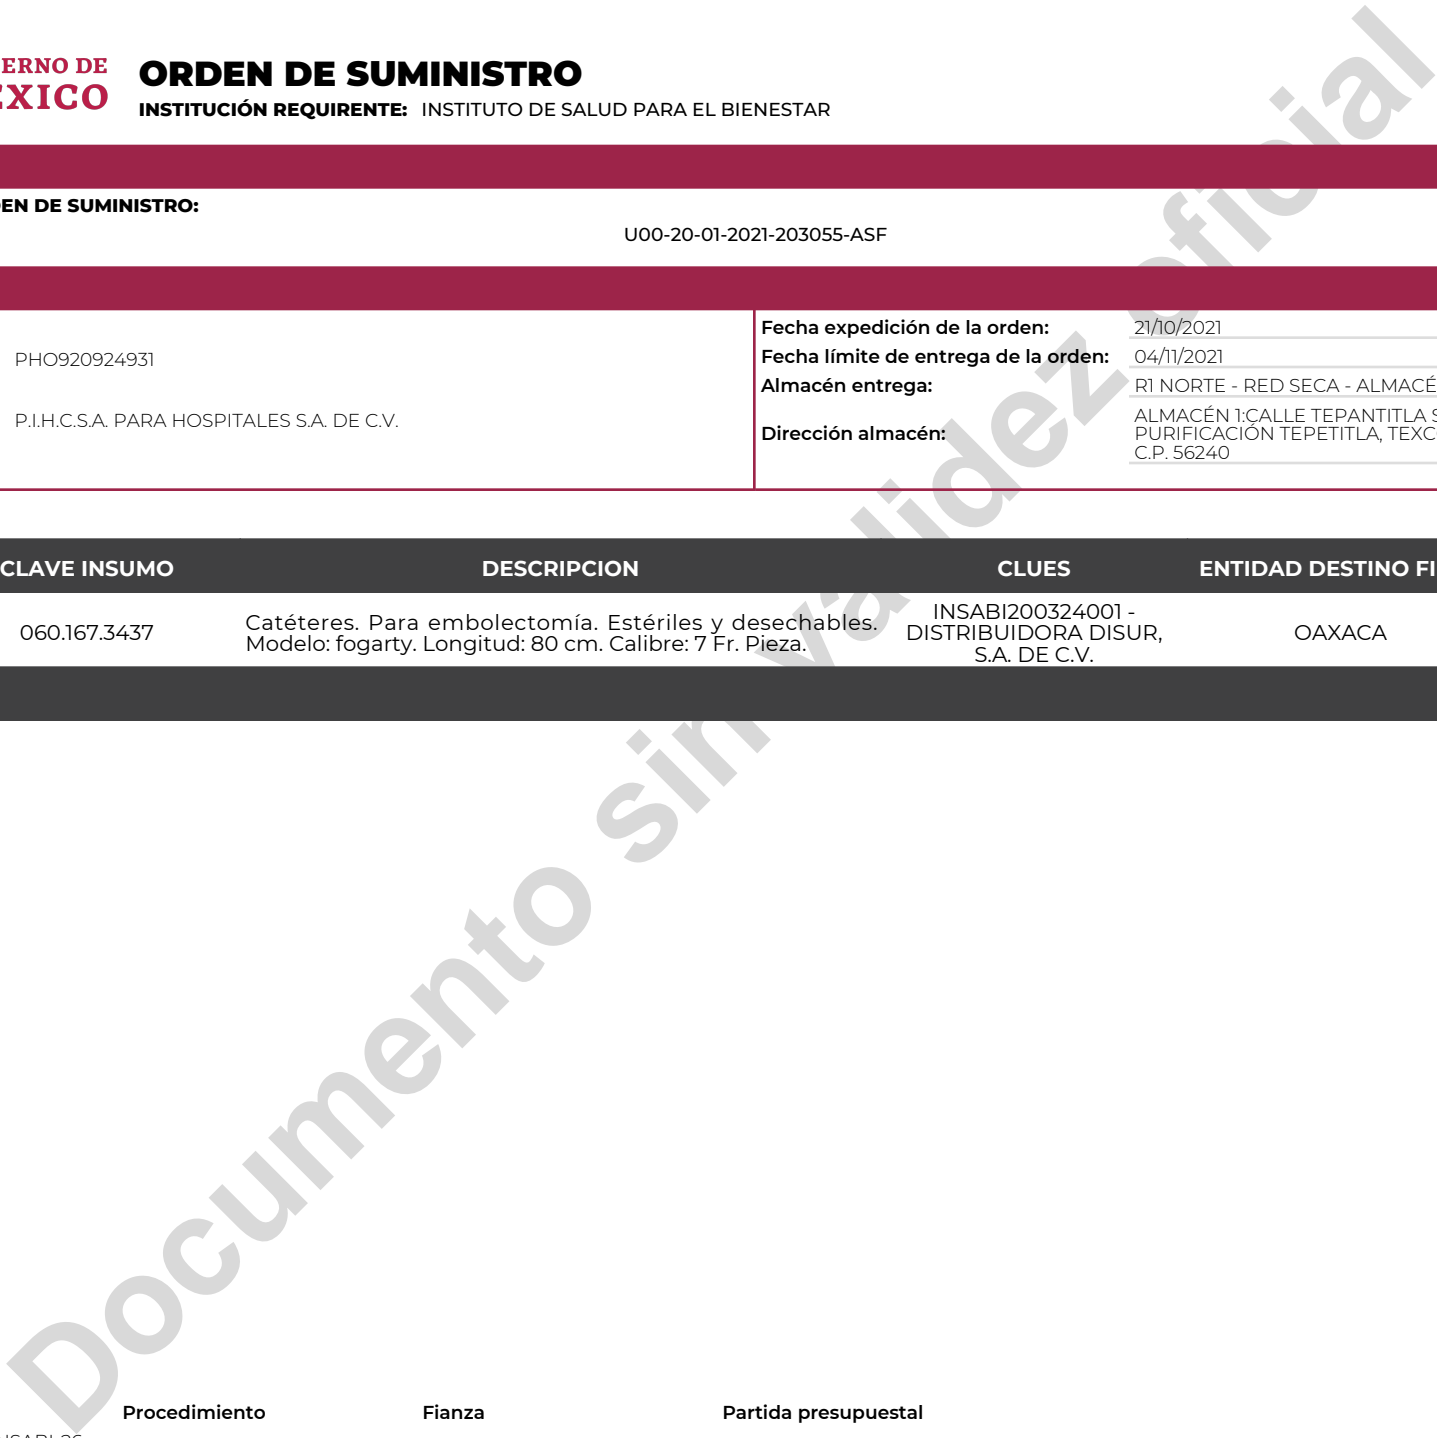 ERNO DE
ÉXICO
ORDEN DE SUMINISTRO
INSTITUCIÓN REQUIRENTE: INSTITUTO DE SALUD PARA EL BIENESTAR
EN DE SUMINISTRO:
U00-20-01-2021-203055-ASF
PHO920924931
P.I.H.C.S.A. PARA HOSPITALES S.A. DE C.V.
Fecha expedición de la orden: 21/10/2021
Fecha límite de entrega de la orden: 04/11/2021
Almacén entrega: R1 NORTE - RED SECA - ALMACÉ
Dirección almacén:
ALMACÉN 1:CALLE TEPANTITLA S
PURIFICACIÓN TEPETITLA, TEXC
C.P. 56240
CLAVE INSUMO DESCRIPCION CLUES ENTIDAD DESTINO FI
060.167.3437
Catéteres. Para embolectomía. Estériles y desechables.
Modelo: fogarty. Longitud: 80 cm. Calibre: 7 Fr. Pieza.
INSABI200324001 -
DISTRIBUIDORA DISUR,
S.A. DE C.V.
OAXACA
Documento sin validez oficial
Procedimiento Fianza Partida presupuestal